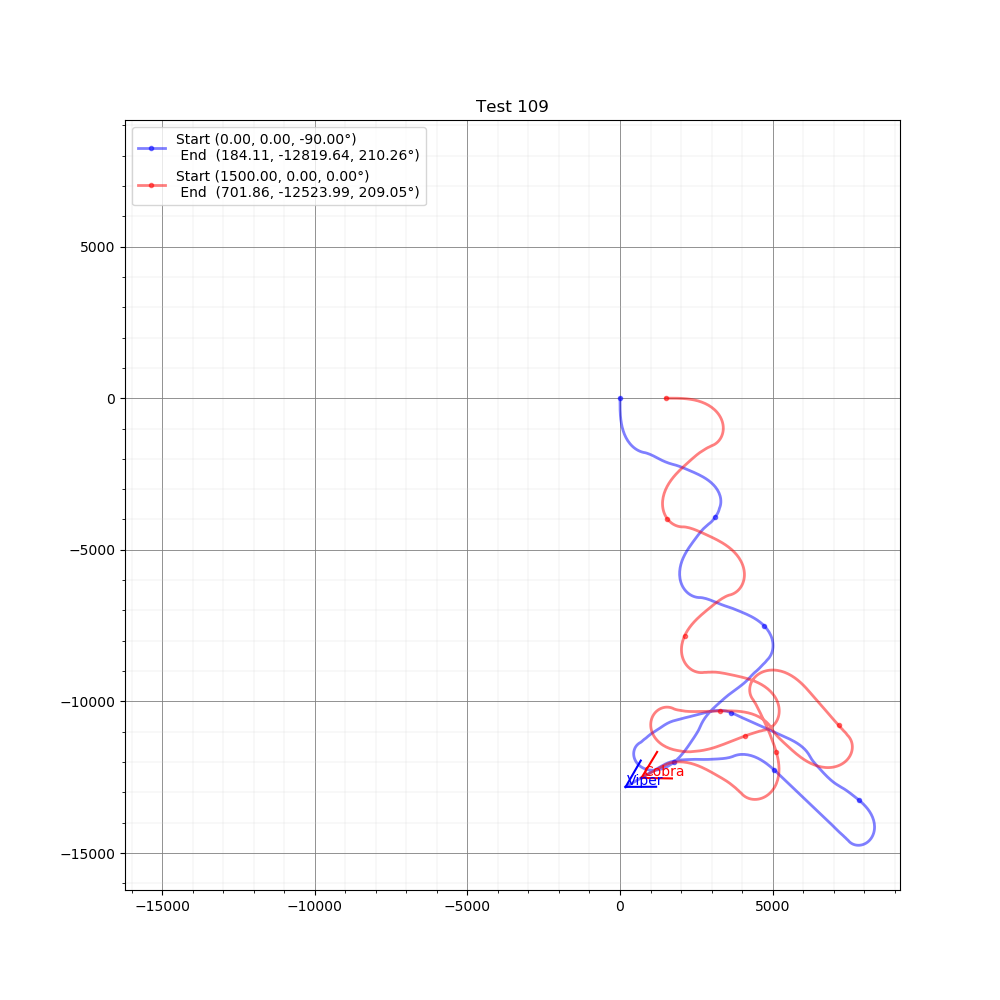 Test 109
Start (0.00, 0.00, -90.00°)
End  (184.11, -12819.64, 210.26°)
Start (1500.00, 0.00, 0.00°)
End  (701.86, -12523.99, 209.05°)
5000
0
−5000
−10000
−15000
Cobra
Viper
−15000
−10000
−5000
0
5000